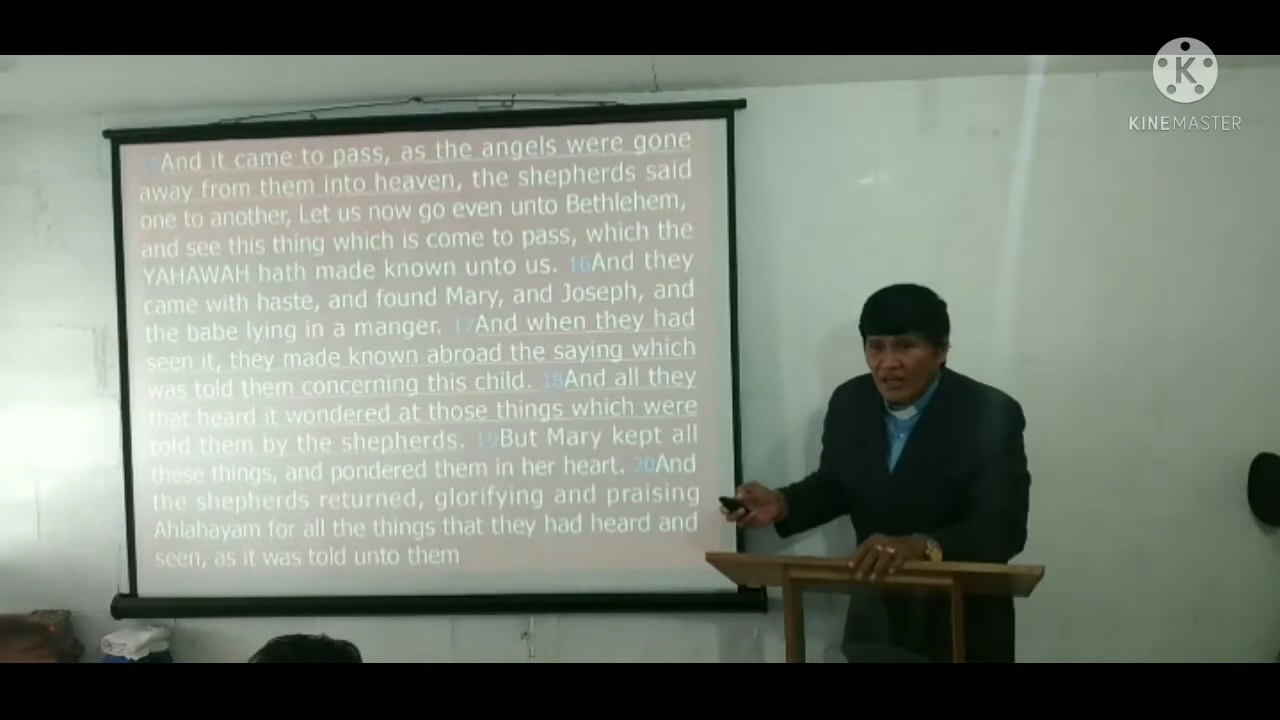 And it came to pass, as the angels were gone
away from them into heaven, the shepherds said
one to another, Let us now go even unto Bethlehem,
and see this thing which is come to pass, which the
YAHAWAH hath made known unto us. 16And they
came with haste, and found Mary, and Joseph, and
the babe lying in a manger. 17And when they had
seen it, they made known abroad the saying which
was told them concerning this child. 18And all they
that heard it wondered at those things which were
told them by the shepherds. 19But Mary kept all
these things, and pondered them in her heart. 20And
the shepherds returned, glorifying and praising
Ahlahayam for all the things that they had heard and
seen, as it was told unto them
K
KINEMASTER